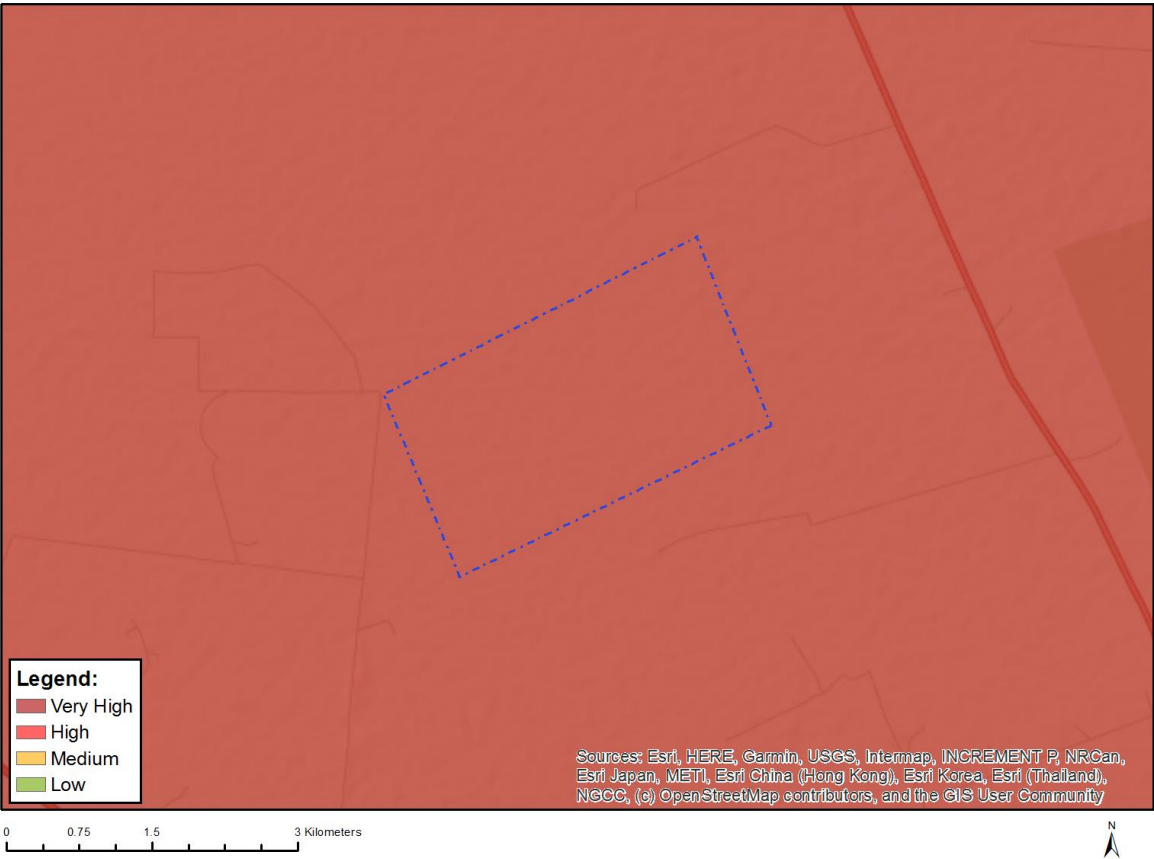 Legend:
Very High
High
Medium
Low
Sources: Esri, HERE, Garmin, USGS, Intermap, INCREMENT P, NRCan,
Esri Japan, METI, Esri China (Hong Kong), Esri Korea, Esri (Thailand),
NGCC, (c) OpenStreetMap contributors, and the GIS User Community
0 0.75 1.5 3 Kilometers
N